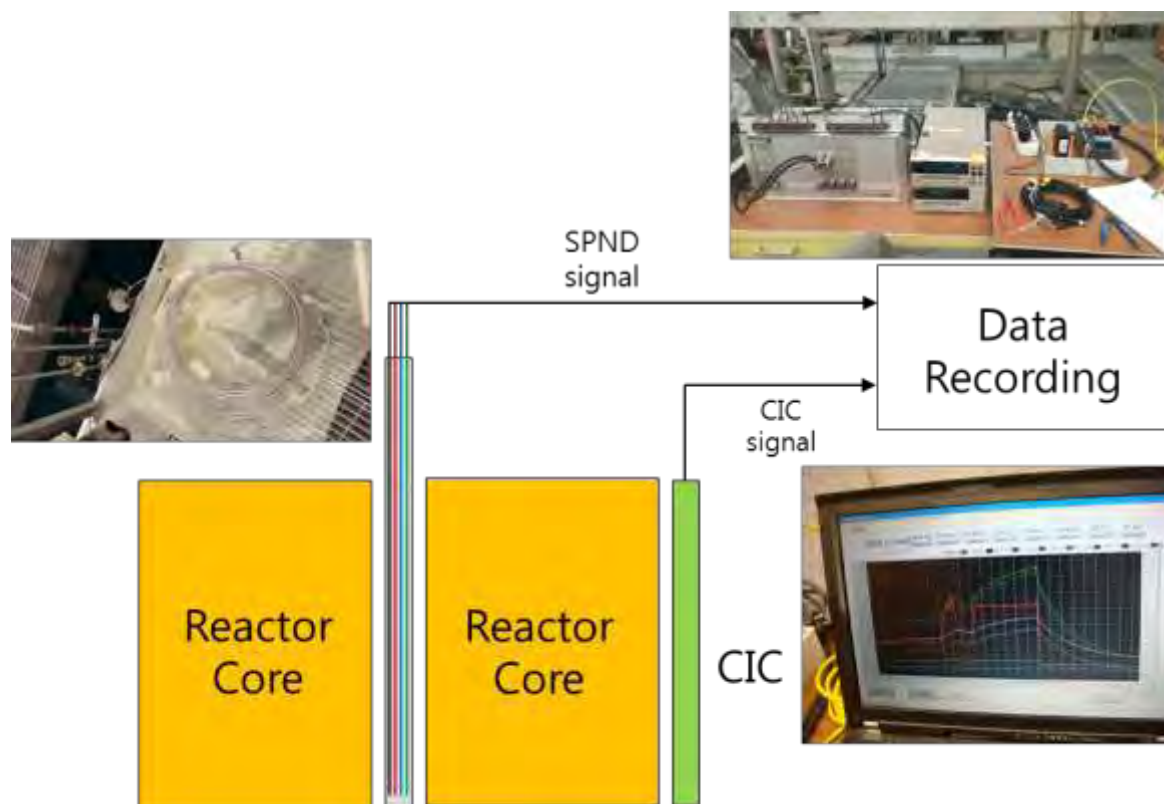 SPND
signal
Data
Recording
CIC
signal
Reactor
Core
Reactor
Core
CIC